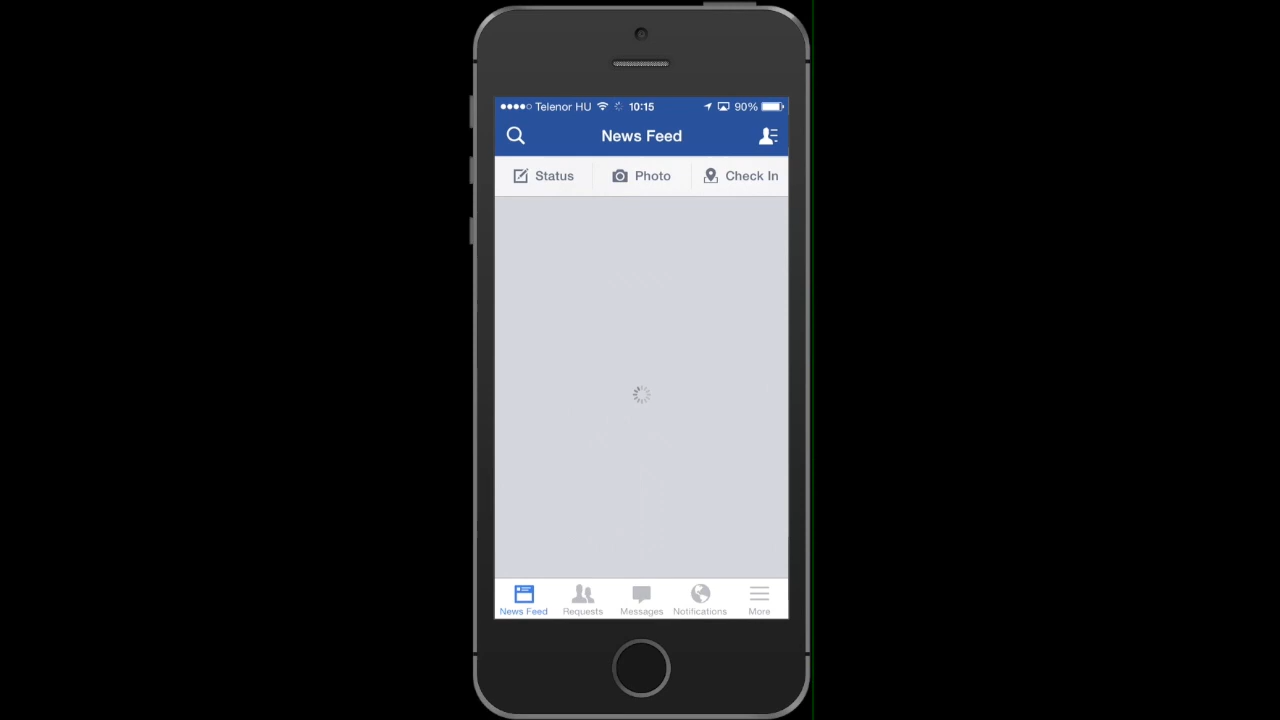 Telenor HU 10:15 90%
News Feed
Status Photo Check In
News Feed Requests Messages Notifications More